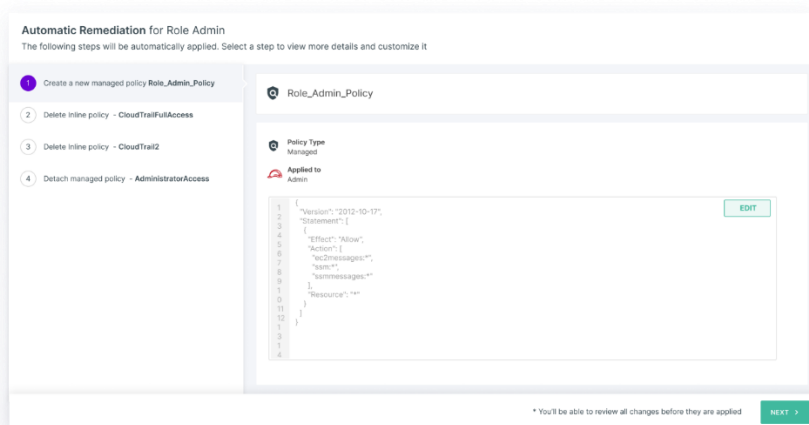 Automatic Remediation for Role Admin
The following steps will be automatically applied. Select a step to view more details and customize it
1 Create a new managed policy Role_Admin_Policy
2 Delete Inline policy - CloudTrailFullAccess
3 Delete Inline policy - CloudTrail2
4 Detach managed policy - AdministratorAccess
Role_Admin_Policy
Policy Type
Managed
Applied to
Admin
EDIT
1
2
3
4
5
6
7
8
9
1
0
11
12
1
3
1
4
{
"Version": "2012-10-17",
"Statement": [
{
"Effect": "Allow",
"Action": [
"ec2messages:*",
"ssm:*",
"ssmmessages:*"
],
"Resource": "*"
}
]
}
* You'll be able to review all changes before they are applied
NEXT >